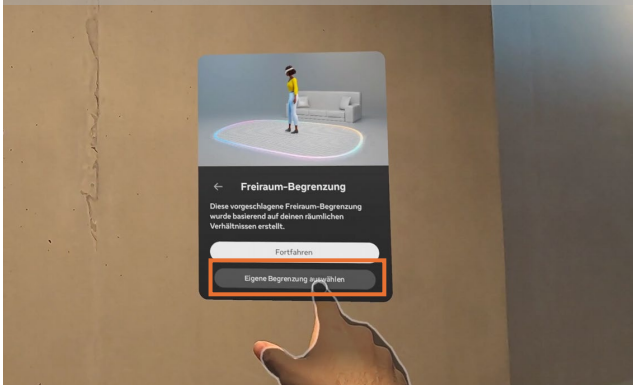 Freiraum-Begrenzung
Diese vorgeschlagene Freiraum-Begrenzung
wurde basierend auf deinen räumlichen
Verhältnissen erstellt.
Fortfahren
Eigene Begrenzung auswählen